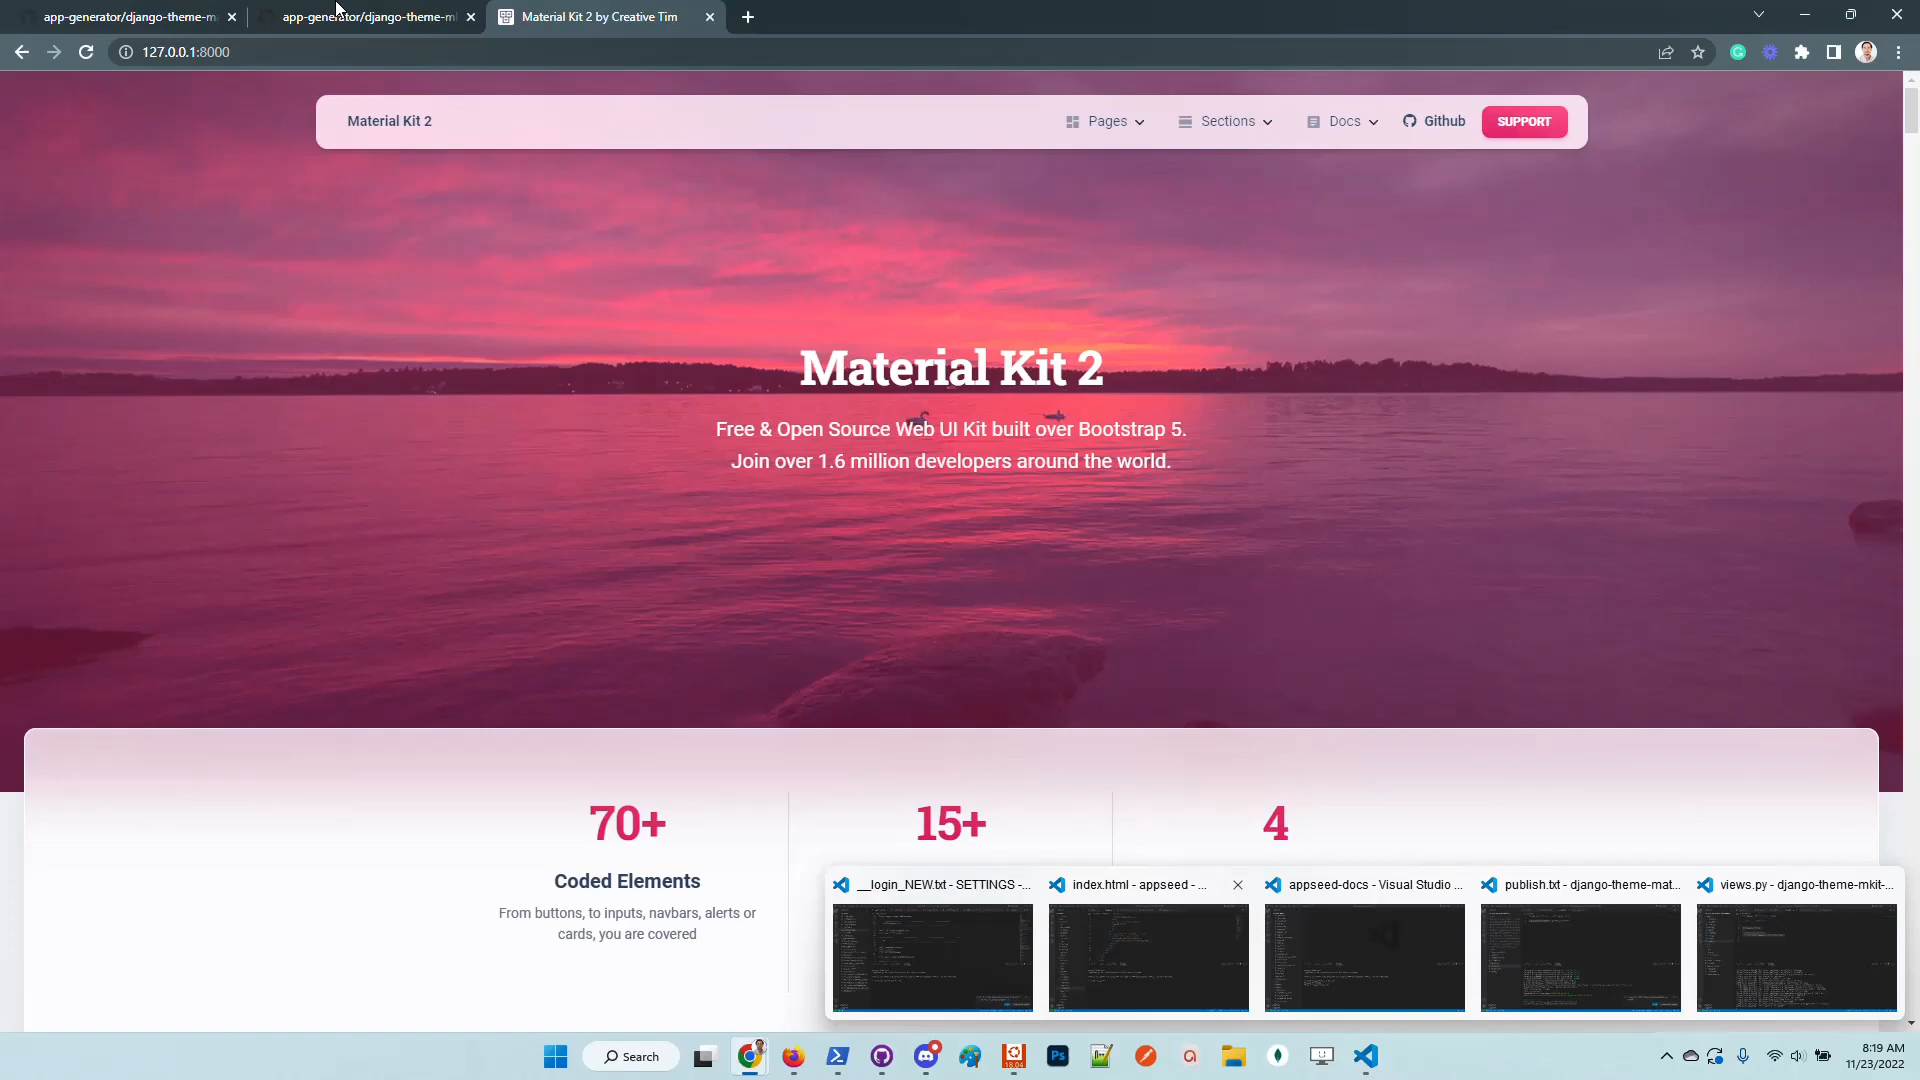 app-generator/django-theme-m
app-generator/django-theme-mk
Material Kit 2 by Creative Tim
127.0.0.1:8000
Material Kit 2
Pages
Sections
Docs
Github
SUPPORT
Material Kit 2
Free & Open Source Web UI Kit built over Bootstrap 5.
Join over 1.6 million developers around the world.
70+
15+
4
Coded Elements
From buttons, to inputs, navbars, alerts or
cards, you are covered
__login_NEW.txt - SETTINGS -...
index.html - appseed - ...
appseed-docs - Visual Studio ...
publish.txt - django-theme-mat...
views.py - django-theme-mkit-...
Search
18.04
Ps
8:19 AM
11/23/2022